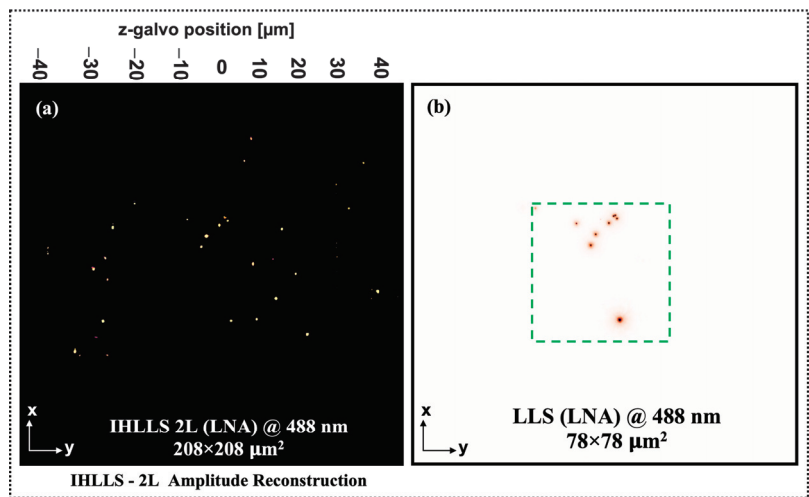 z-galvo position [µm]
−40 −30 −20 −10 0 10 20 30 40
(a)
(b)
x
y
IHLLS 2L (LNA) @ 488 nm
208×208 µm²
x
y
LLS (LNA) @ 488 nm
78×78 µm²
IHLLS - 2L Amplitude Reconstruction